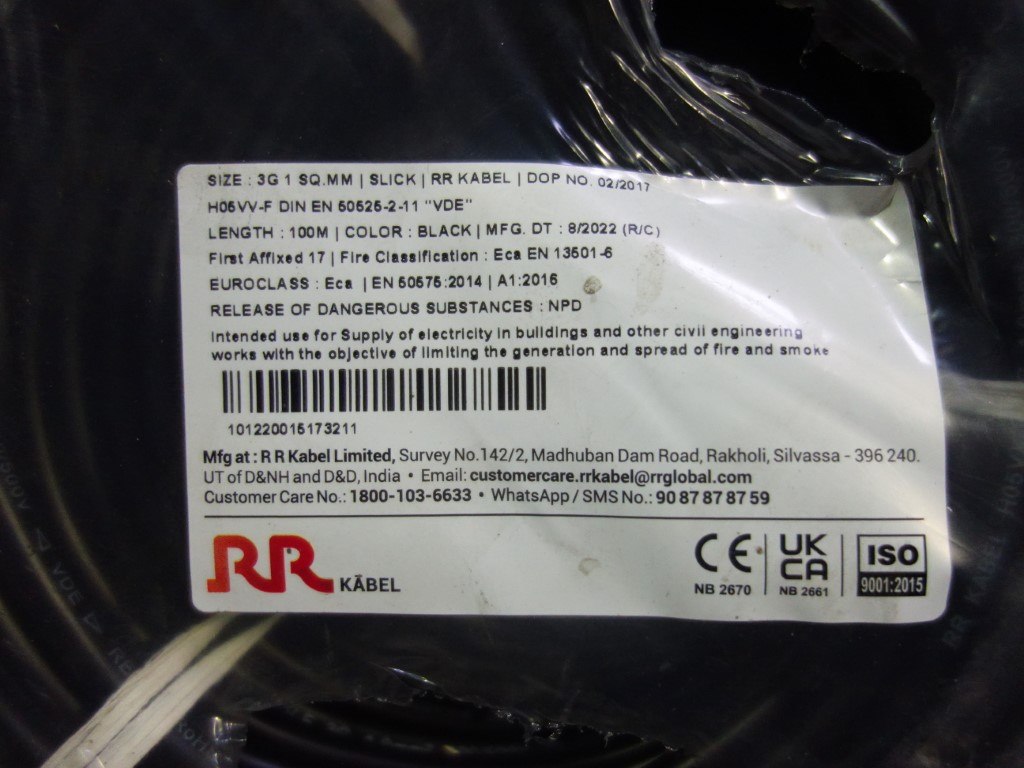 SIZE : 3G 1 SQ.MM | SLICK | RR KABEL | DOP NO. 02/2017
H05VV-F DIN EN 50525-2-11 "VDE"
LENGTH : 100M | COLOR : BLACK | MFG. DT : 8/2022 (R/C)
First Affixed 17 | Fire Classification : Eca EN 13501-6
EUROCLASS : Eca | EN 50575:2014 | A1:2016
RELEASE OF DANGEROUS SUBSTANCES : NPD
Intended use for Supply of electricity in buildings and other civil engineering
works with the objective of limiting the generation and spread of fire and smoke
101220015173211
Mfg at : R R Kabel Limited, Survey No.142/2, Madhuban Dam Road, Rakholi, Silvassa - 396 240.
UT of D&NH and D&D, India • Email: customercare.rrkabel@rrglobal.com
Customer Care No.: 1800-103-6633 • WhatsApp / SMS No.: 90 87 87 87 59
RR KABEL
CE NB 2670
UK CA NB 2661
ISO 9001:2015
VDE
RR KABEL H05V